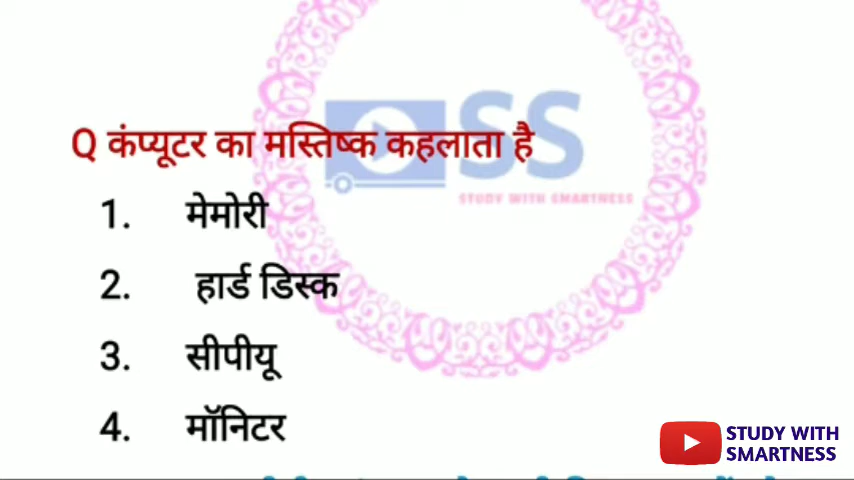 SS
Q कंप्यूटर का मस्तिष्क कहलाता है
STUDY WITH SMARTNESS
1. मेमोरी
2. हार्ड डिस्क
3. सीपीयू
4. मॉनिटर
STUDY WITH
SMARTNESS